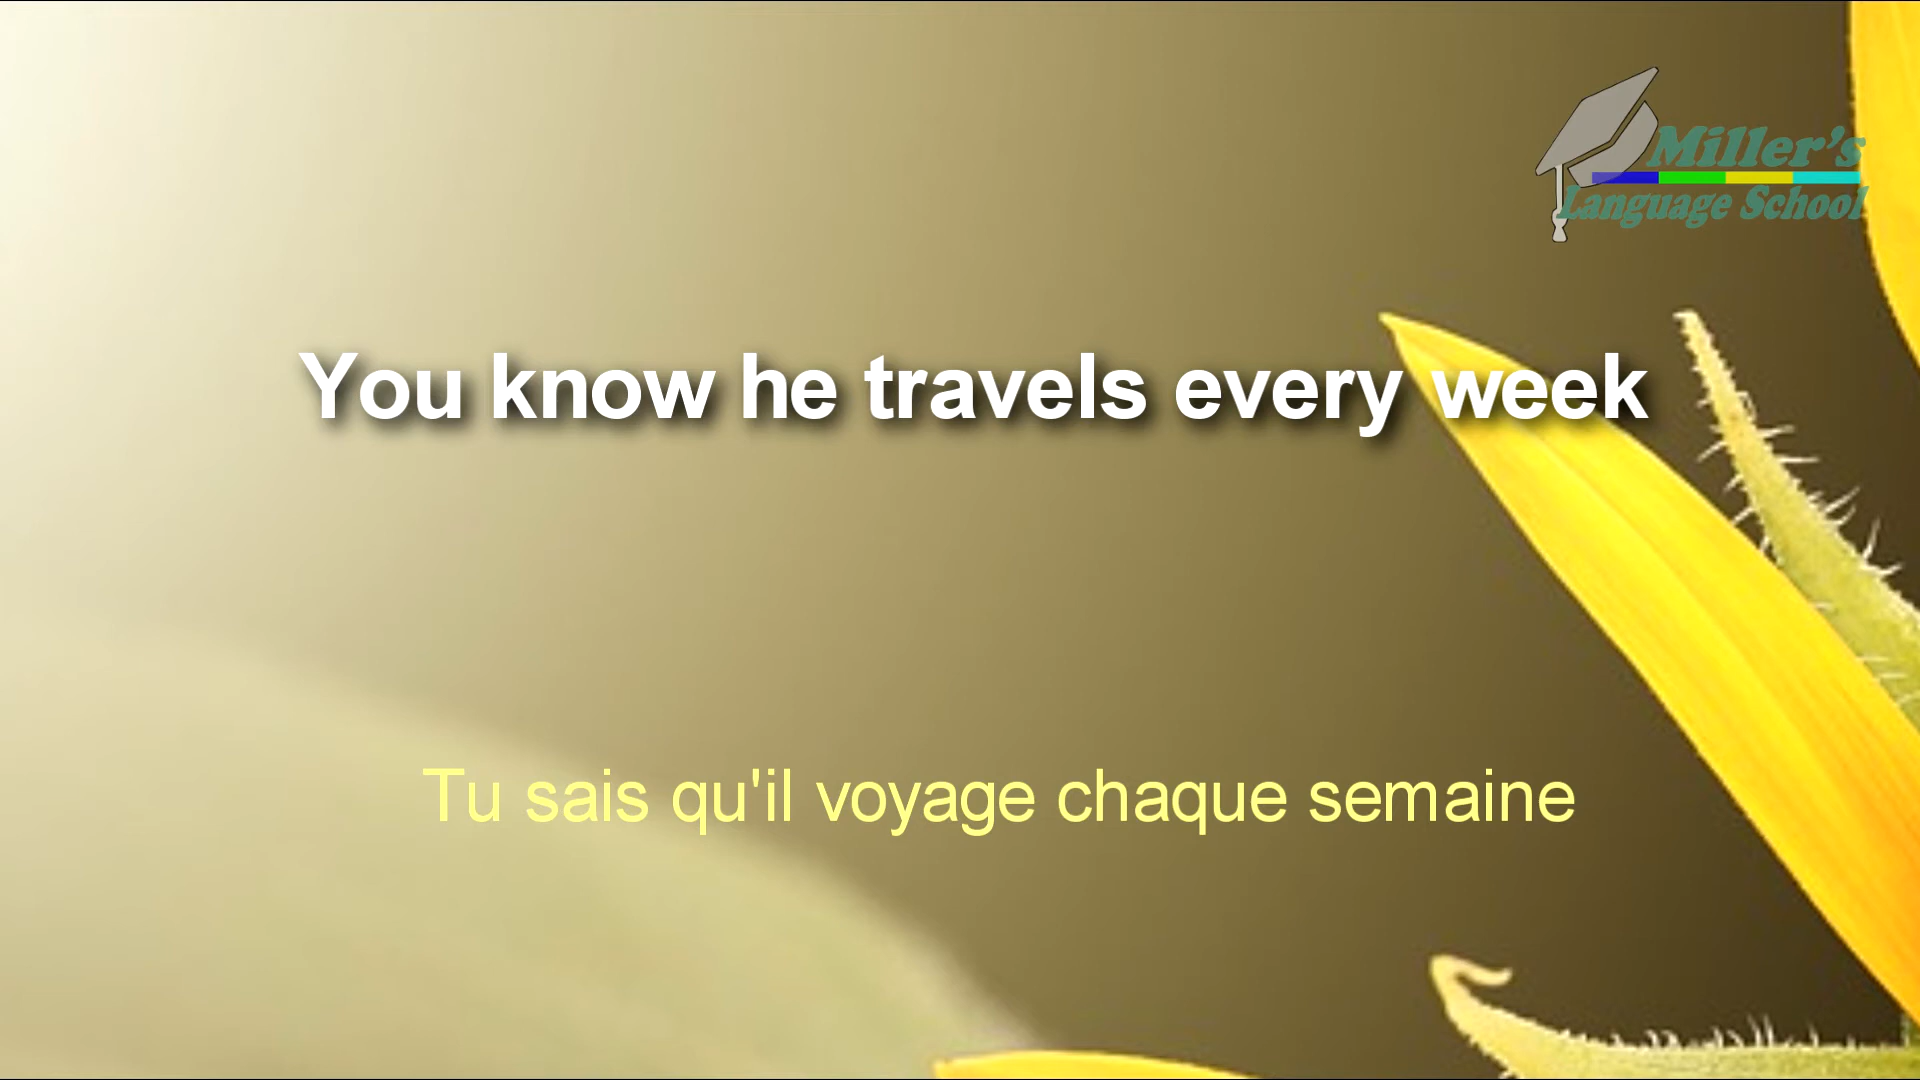 Miller's
Language School
You know he travels every week
Tu sais qu'il voyage chaque semaine